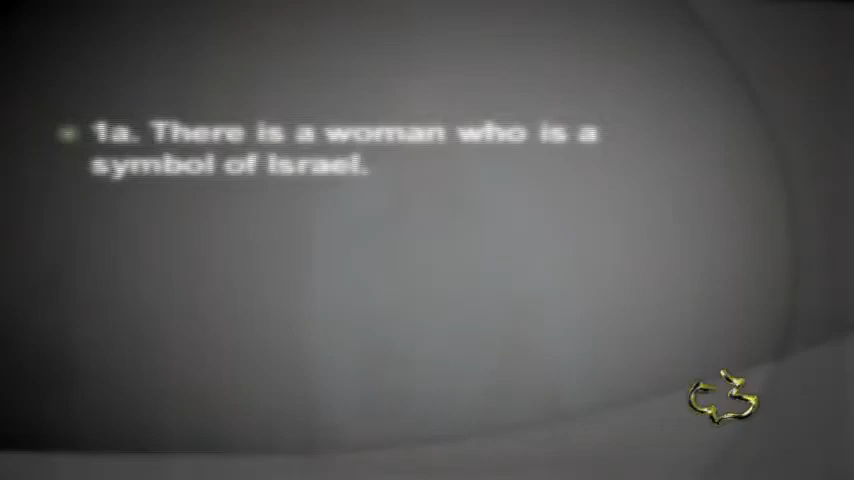 1a. There is a woman who is a
symbol of Israel.